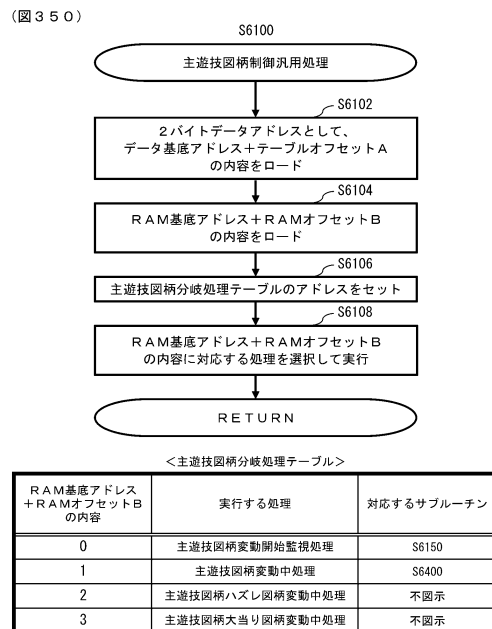 (図350)
S6100
主遊技図柄制御汎用処理
S6102
2バイトデータアドレスとして、
データ基底アドレス+テーブルオフセットA
の内容をロード
S6104
RAM基底アドレス+RAMオフセットB
の内容をロード
S6106
主遊技図柄分岐処理テーブルのアドレスをセット
S6108
RAM基底アドレス+RAMオフセットB
の内容に対応する処理を選択して実行
RETURN
<主遊技図柄分岐処理テーブル>
RAM基底アドレス
+RAMオフセットB
の内容
実行する処理
対応するサブルーチン
0 主遊技図柄変動開始監視処理 S6150
1 主遊技図柄変動中処理 S6400
2 主遊技図柄ハズレ図柄変動中処理 不図示
3 主遊技図柄大当り図柄変動中処理 不図示